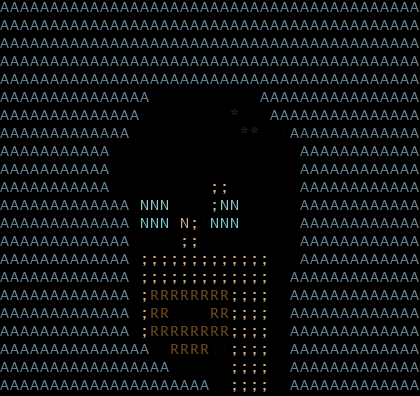 AAAAAAAAAAAAAAAAAAAAAAAAAAAAAAAAAAAAAAAAAA
AAAAAAAAAAAAAAAAAAAAAAAAAAAAAAAAAAAAAAAAAA
AAAAAAAAAAAAAAAAAAAAAAAAAAAAAAAAAAAAAAAAAA
AAAAAAAAAAAAAAAAAAAAAAAAAAAAAAAAAAAAAAAAAA
AAAAAAAAAAAAAAAAAAAAAAAAAAAAAAAAAAAAAAAAAA
AAAAAAAAAAAAAAA           AAAAAAAAAAAAAAAA
AAAAAAAAAAAAAA         *   AAAAAAAAAAAAAAA
AAAAAAAAAAAAA           **   AAAAAAAAAAAAA
AAAAAAAAAAA                   AAAAAAAAAAAA
AAAAAAAAAAA                   AAAAAAAAAAAA
AAAAAAAAAAA          ;;       AAAAAAAAAAAA
AAAAAAAAAAAAA NNN    ;NN      AAAAAAAAAAAA
AAAAAAAAAAAAA NNN N; NNN      AAAAAAAAAAAA
AAAAAAAAAAAAA     ;;          AAAAAAAAAAAA
AAAAAAAAAAAAA ;;;;;;;;;;;;;   AAAAAAAAAAAA
AAAAAAAAAAAAA ;;;;;;;;;;;;;  AAAAAAAAAAAAA
AAAAAAAAAAAAA ;RRRRRRRR;;;;  AAAAAAAAAAAAA
AAAAAAAAAAAAA ;RR    RR;;;;  AAAAAAAAAAAAA
AAAAAAAAAAAAA ;RRRRRRRR;;;;  AAAAAAAAAAAAA
AAAAAAAAAAAAAAA  RRRR  ;;;;  AAAAAAAAAAAAA
AAAAAAAAAAAAAAAAA      ;;;;  AAAAAAAAAAAAA
AAAAAAAAAAAAAAAAAAAAA  ;;;;  AAAAAAAAAAAAA